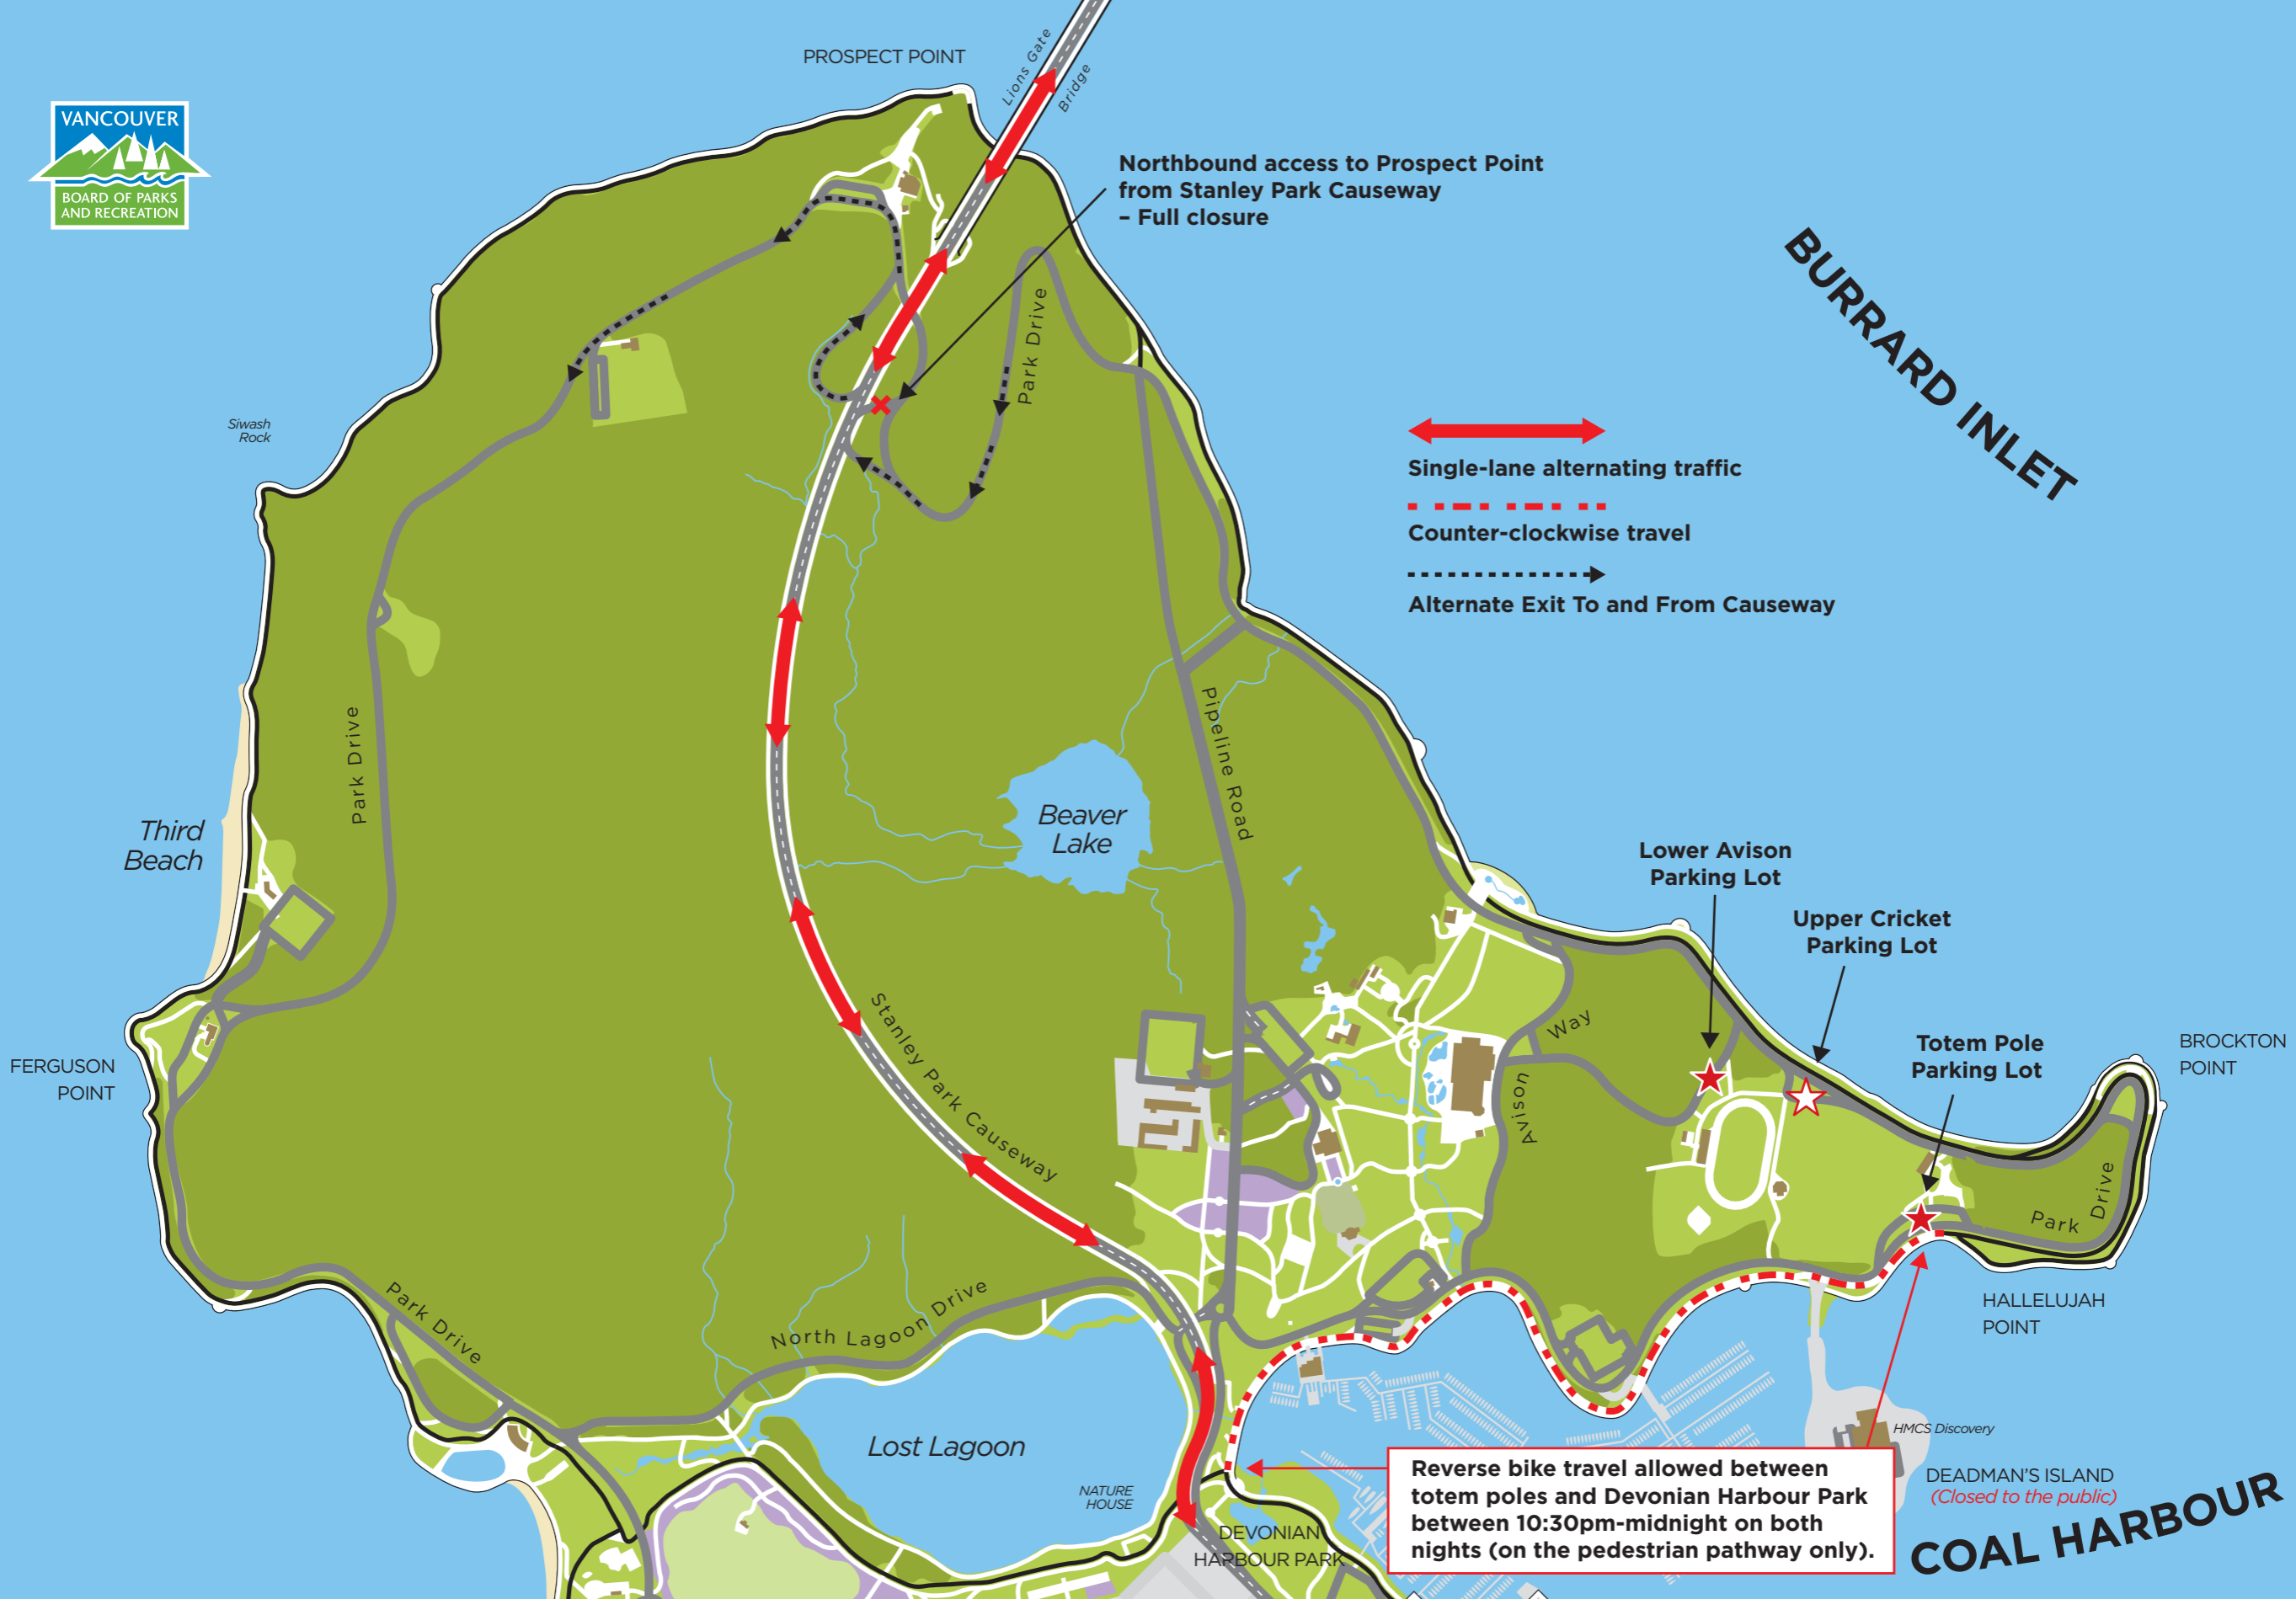 PROSPECT POINT
Lions Gate
Bridge
VANCOUVER
BOARD OF PARKS
AND RECREATION
Northbound access to Prospect Point
from Stanley Park Causeway
– Full closure
BURRARD INLET
Park Drive
Siwash
Rock
Single-lane alternating traffic
Counter-clockwise travel
Alternate Exit To and From Causeway
Pipeline Road
Park Drive
Third
Beach
Beaver
Lake
Lower Avison
Parking Lot
Upper Cricket
Parking Lot
Totem Pole
Parking Lot
BROCKTON
POINT
FERGUSON
POINT
Stanley Park Causeway
Avison
Way
Park
Drive
Park Drive
North Lagoon Drive
HALLELUJAH
POINT
Lost Lagoon
HMCS Discovery
NATURE
HOUSE
DEVONIAN
HARBOUR PARK
Reverse bike travel allowed between
totem poles and Devonian Harbour Park
between 10:30pm-midnight on both
nights (on the pedestrian pathway only).
DEADMAN'S ISLAND
(Closed to the public)
COAL HARBOUR